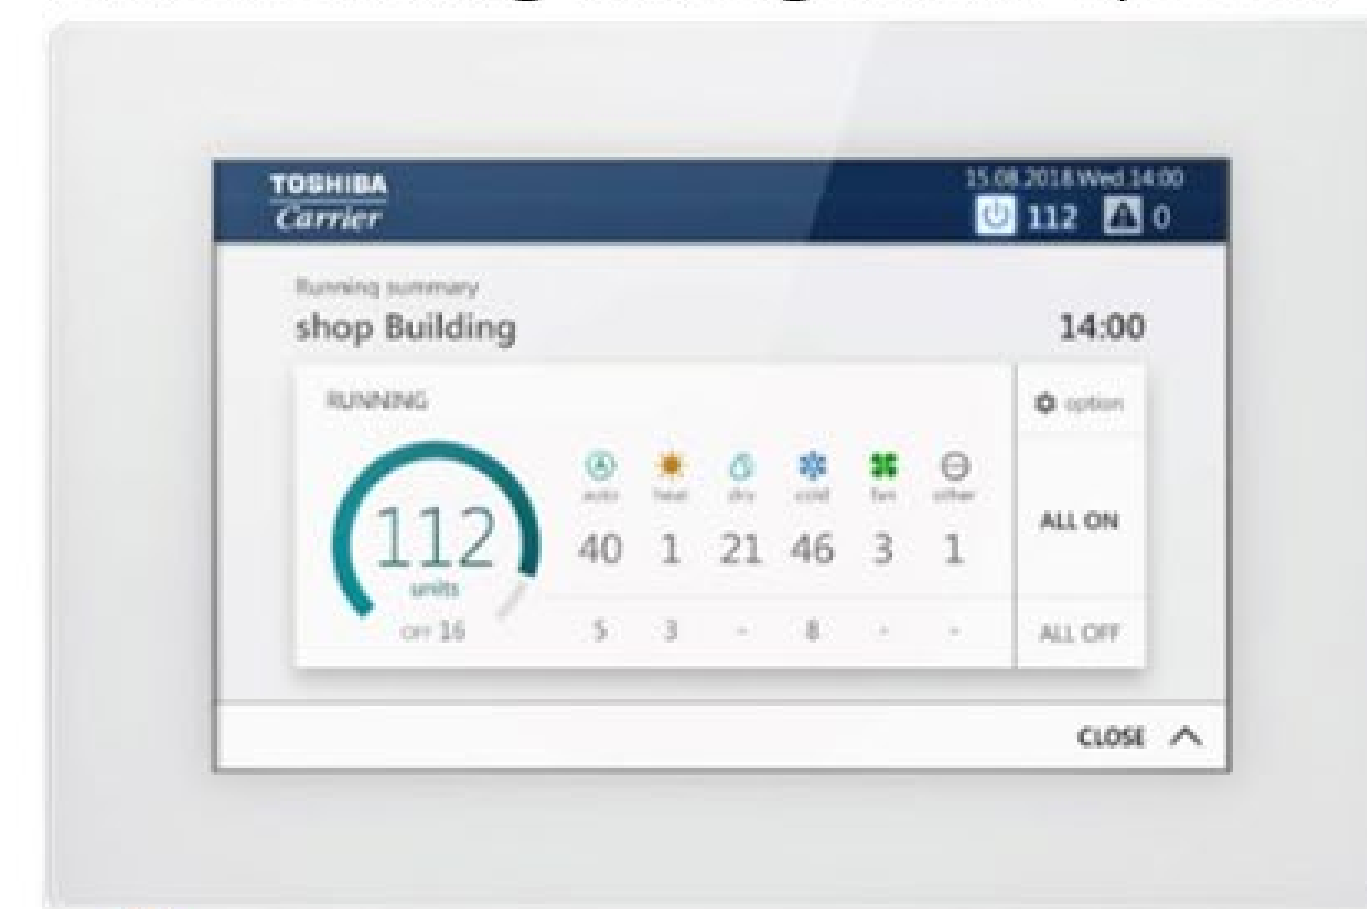 TOSHIBA
Carrier
15.08.2018 Wed.14:00
112 0
Running summary
shop Building
14:00
RUNNING
option
auto heat dry cold fan other
112
units
40 1 21 46 3 1
ALL ON
OFF 16
5 3 - 8 - -
ALL OFF
CLOSE